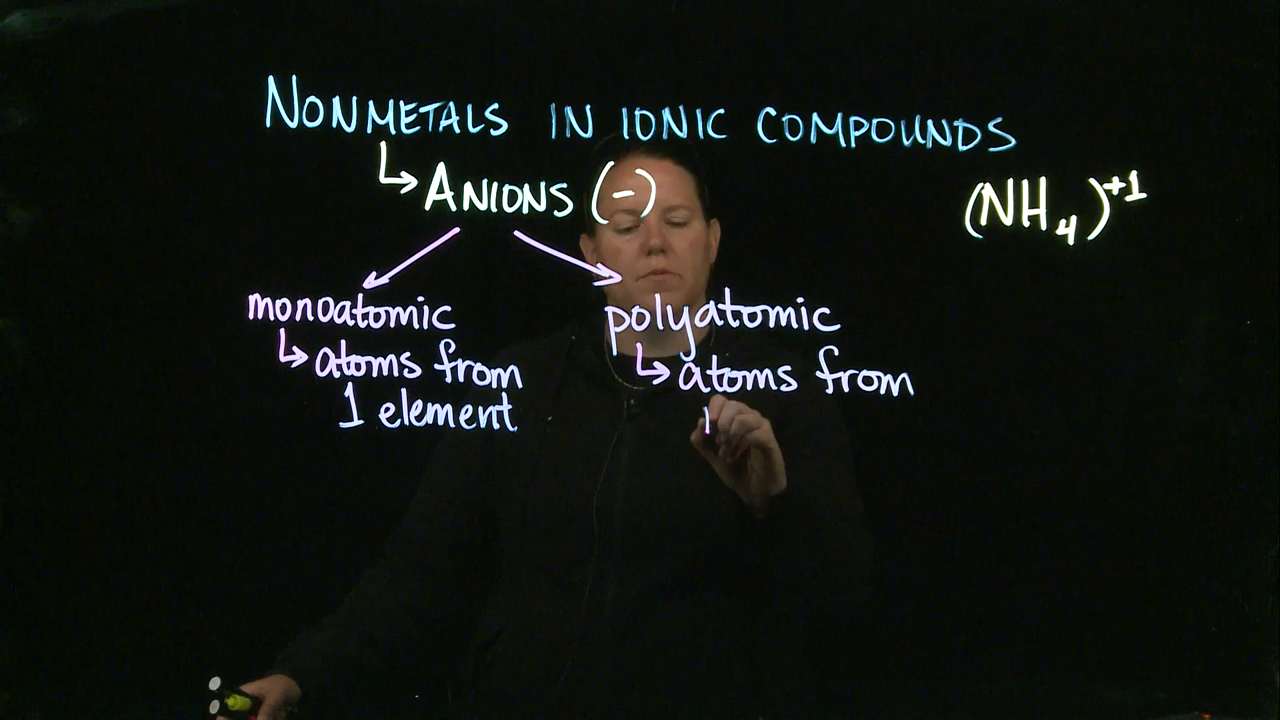 NONMETALS IN IONIC COMPOUNDS
↳ ANIONS (-)
(NH₄)⁺¹
monoatomic
↳ atoms from
1 element
polyatomic
↳ atoms from